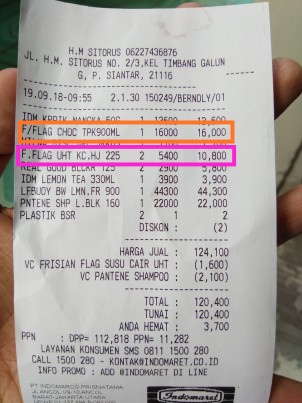 H.M SITORUS 06227436876
JL. H.M. SITORUS NO. 2/3,KEL TIMBANG GALUN
G, P. SIANTAR, 21116
19.09.18-09:55 2.1.30 150249/BERNDLY/01
IDM KRPIK NANGKA 50G 1 13600 13,600
F/FLAG CHOC TPK900ML 1 16000 16,000
F.FLAG UHT KC.HJ 225 2 5400 10,800
REAL GOOD BLCKR 125 2 2900 5,800
IDM LEMON TEA 330ML 1 3900 3,900
LFBUOY BW LMN.FR 900 1 44300 44,300
PNTENE SHP L.BLK 160 1 22000 22,000
PLASTIK BSR 2 1 2
DISKON : (2)
HARGA JUAL : 124,100
VC FRISIAN FLAG SUSU CAIR UHT : (1,600)
VC PANTENE SHAMPOO : (2,100)
TOTAL : 120,400
TUNAI : 120,400
ANDA HEMAT : 3,700
PPN : DPP= 112,818 PPN= 11,282
LAYANAN KONSUMEN SMS 0811 1500 280
CALL 1500 280 - KONTAK@INDOMARET.CO.ID
INFO PROMO : ADD @INDOMARET DI LINE
PT INDOMARCO PRISMATAMA
JL ANCOL
ANCOL-JAKARTA UTARA
Indomaret